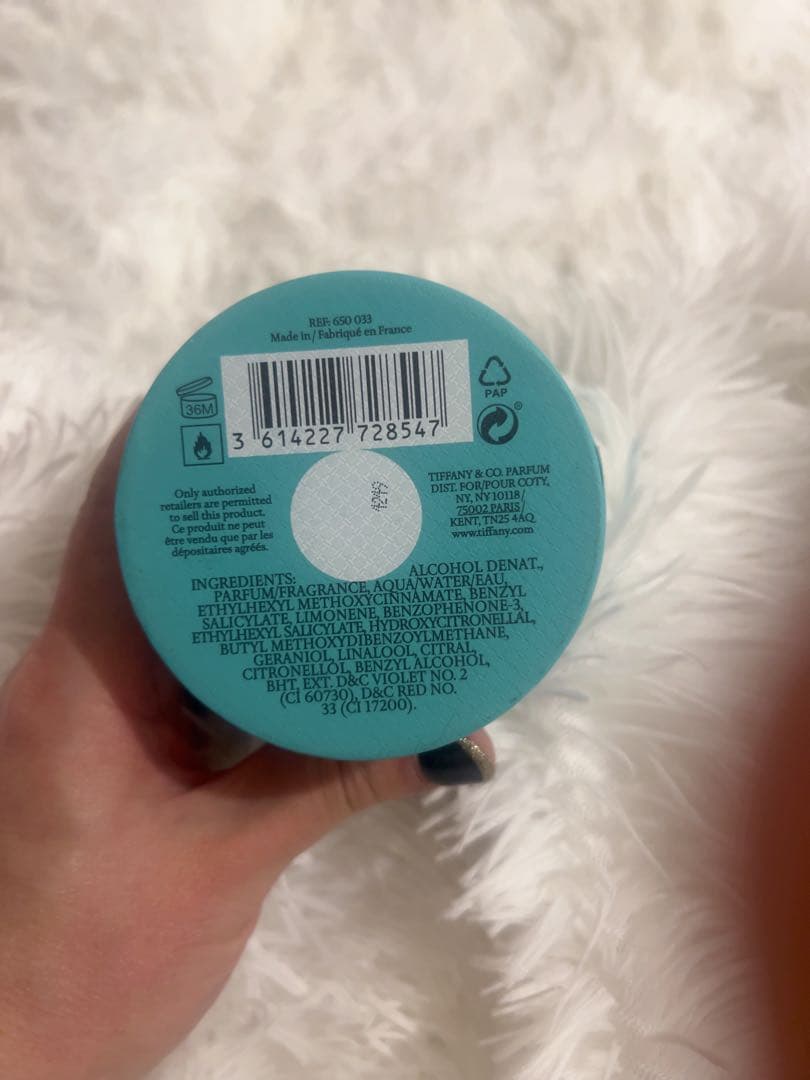 REF: 650 033
Made in / Fabriqué en France
36M
3 614227 728547
PAP
Only authorized
retailers are permitted
to sell this product.
Ce produit ne peut
être vendu que par les
dépositaires agréés.
4249
TIFFANY & CO. PARFUM
DIST. FOR/POUR COTY,
NY, NY 10118/
75002 PARIS/
KENT, TN25 4AQ
www.tiffany.com
INGREDIENTS: ALCOHOL DENAT.,
PARFUM/FRAGRANCE, AQUA/WATER/EAU,
ETHYLHEXYL METHOXYCINNAMATE, BENZYL
SALICYLATE, LIMONENE, BENZOPHENONE-3,
ETHYLHEXYL SALICYLATE, HYDROXYCITRONELLAL,
BUTYL METHOXYDIBENZOYLMETHANE,
GERANIOL, LINALOOL, CITRAL,
CITRONELLOL, BENZYL ALCOHOL,
BHT, EXT. D&C VIOLET NO. 2
(CI 60730), D&C RED NO.
33 (CI 17200).